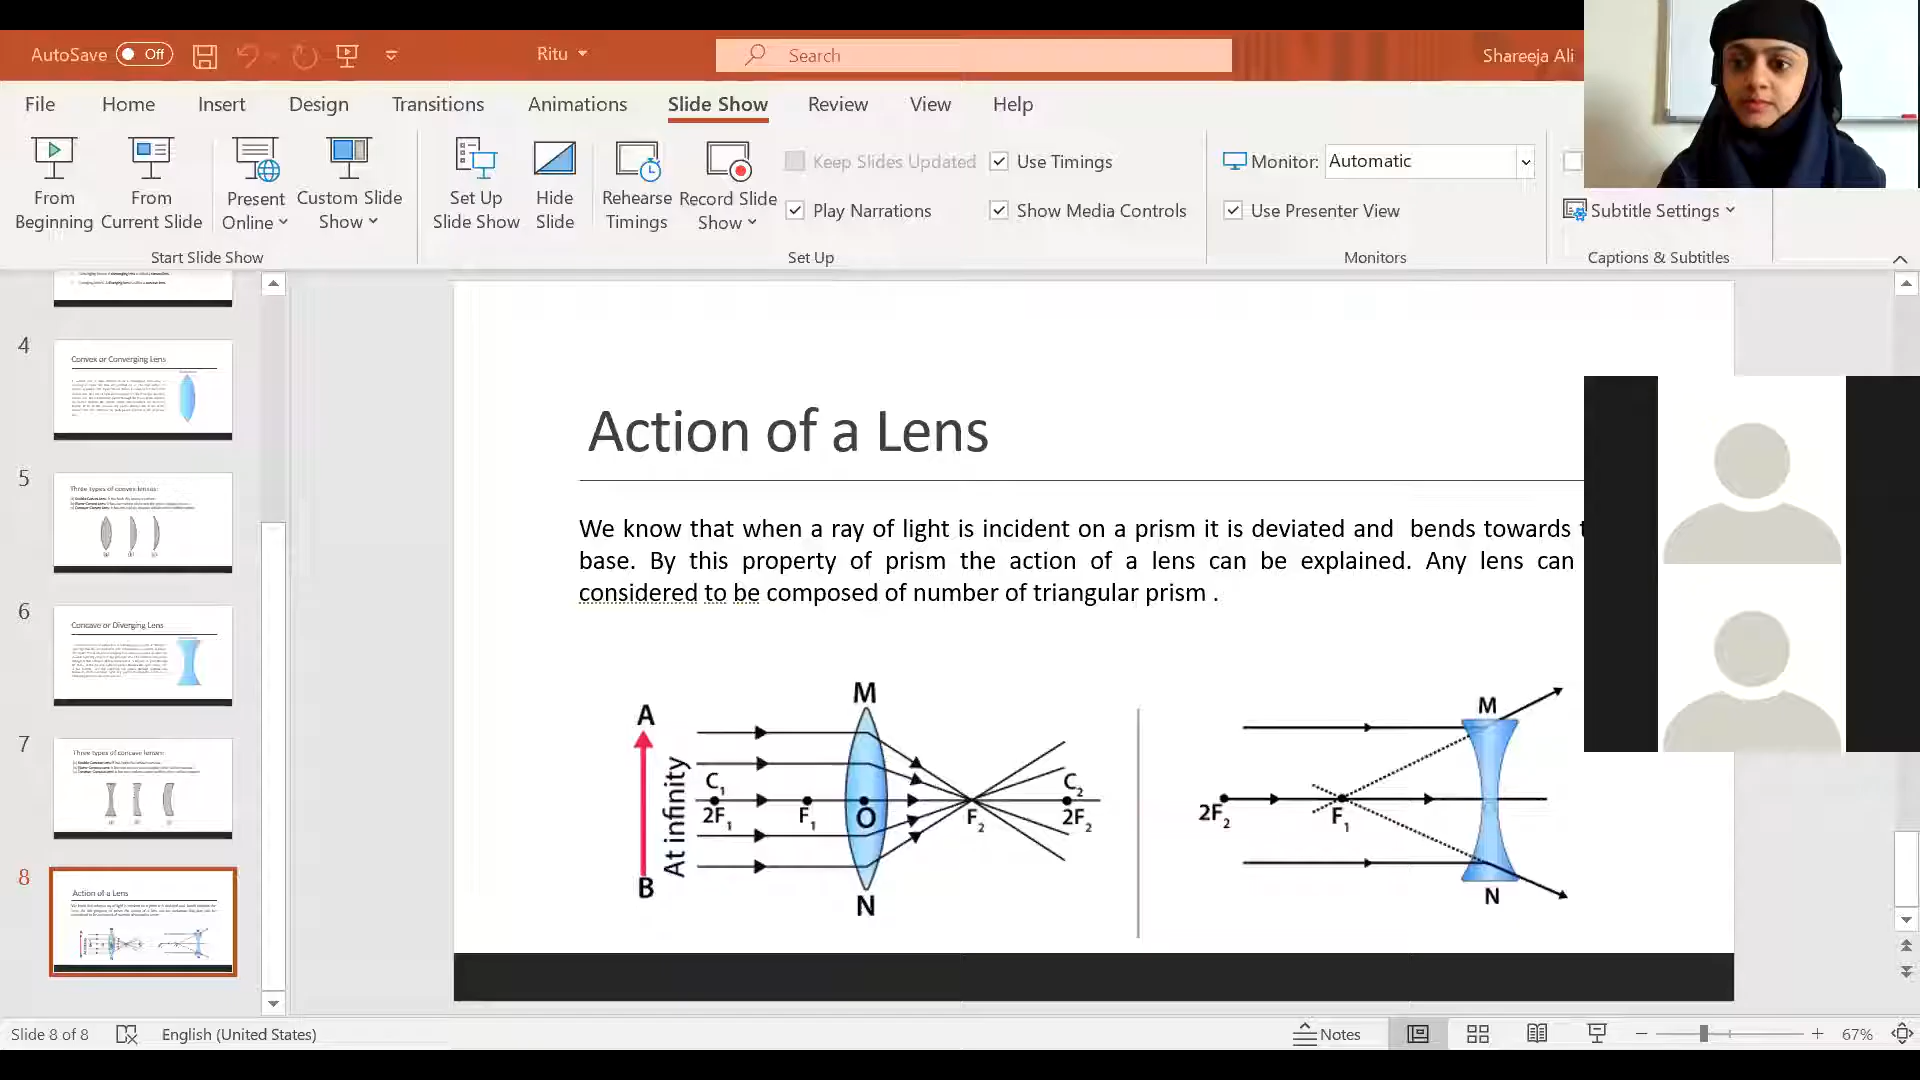 AutoSave Off Ritu Search Shareeja Ali
File Home Insert Design Transitions Animations Slide Show Review View Help
From Beginning
From Current Slide
Present Online
Custom Slide Show
Start Slide Show
Set Up Slide Show
Hide Slide
Rehearse Timings
Record Slide Show
Keep Slides Updated
Play Narrations
Use Timings
Show Media Controls
Set Up
Monitor: Automatic
Use Presenter View
Monitors
Subtitle Settings
Captions & Subtitles
4
Convex or Converging Lens
5
Three types of convex lenses:
6
Concave or Diverging Lens
7
Three types of concave lenses:
8
Action of a Lens
Action of a Lens
We know that when a ray of light is incident on a prism it is deviated and bends towards
base. By this property of prism the action of a lens can be explained. Any lens can
considered to be composed of number of triangular prism .
A
B
At infinity
M
C1
2F1
F1
O
F2
C2
2F2
N
M
2F2
F1
N
Slide 8 of 8 English (United States) Notes 67%